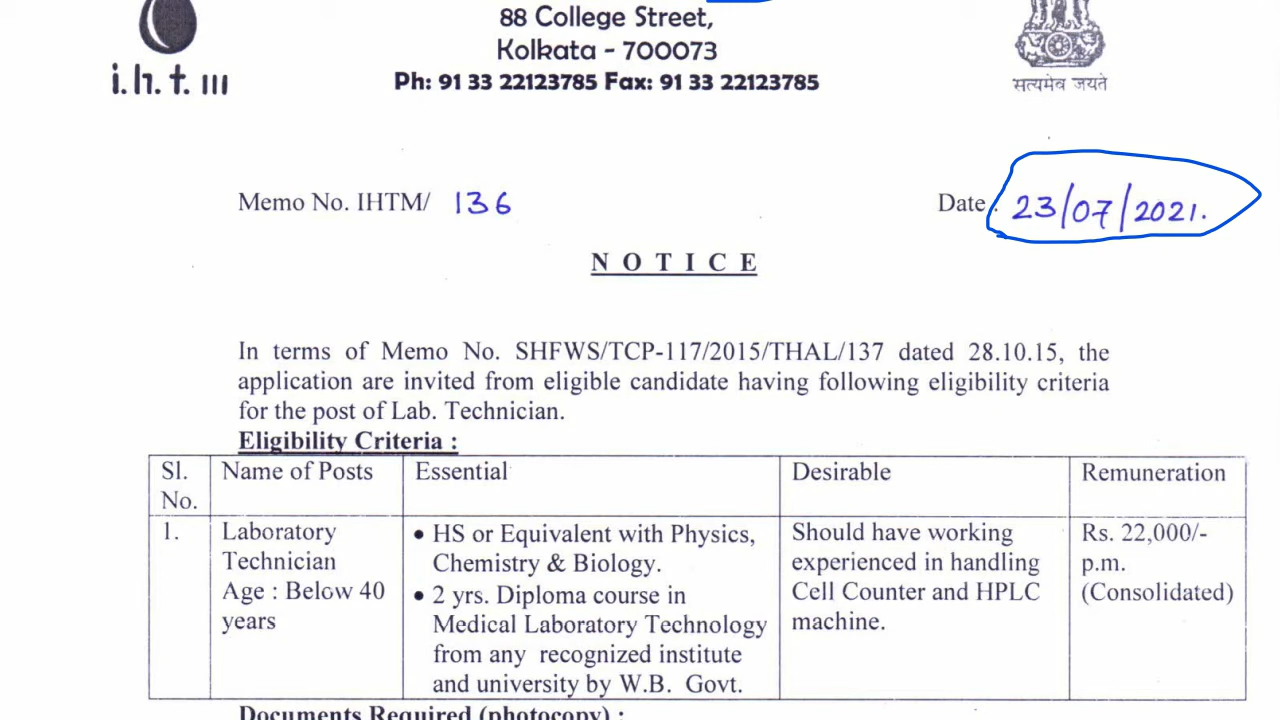 88 College Street,
Kolkata - 700073
Ph: 91 33 22123785 Fax: 91 33 22123785
i.h.t.m
सत्यमेव जयते
Memo No. IHTM/ 136
Date : 23/07/2021.
NOTICE
In terms of Memo No. SHFWS/TCP-117/2015/THAL/137 dated 28.10.15, the
application are invited from eligible candidate having following eligibility criteria
for the post of Lab. Technician.
Eligibility Criteria :
Sl. No.
Name of Posts
Essential
Desirable
Remuneration
1.
Laboratory
Technician
Age : Below 40
years
• HS or Equivalent with Physics,
Chemistry & Biology.
• 2 yrs. Diploma course in
Medical Laboratory Technology
from any recognized institute
and university by W.B. Govt.
Should have working
experienced in handling
Cell Counter and HPLC
machine.
Rs. 22,000/-
p.m.
(Consolidated)
Documents Required (photocopy) :